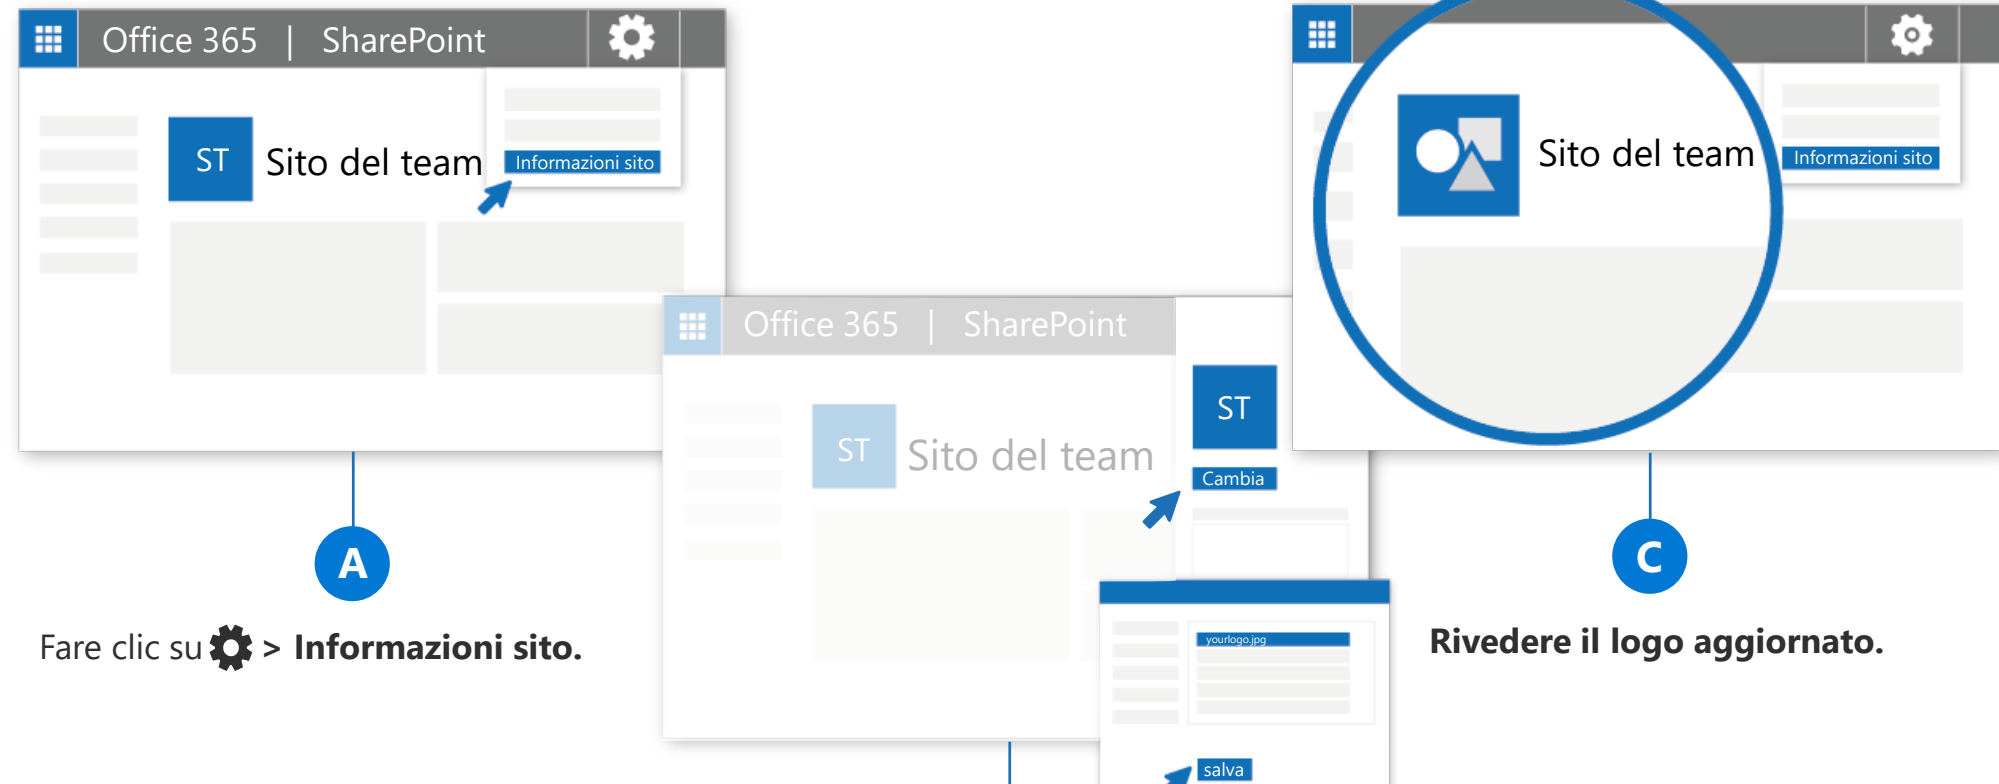 Office 365 | SharePoint
Informazioni sito
ST
Sito del team
A
Fare clic su > Informazioni sito.
Office 365 | SharePoint
ST
Sito del team
ST
Cambia
yourlogo.jpg
salva
Sito del team
Informazioni sito
C
Rivedere il logo aggiornato.